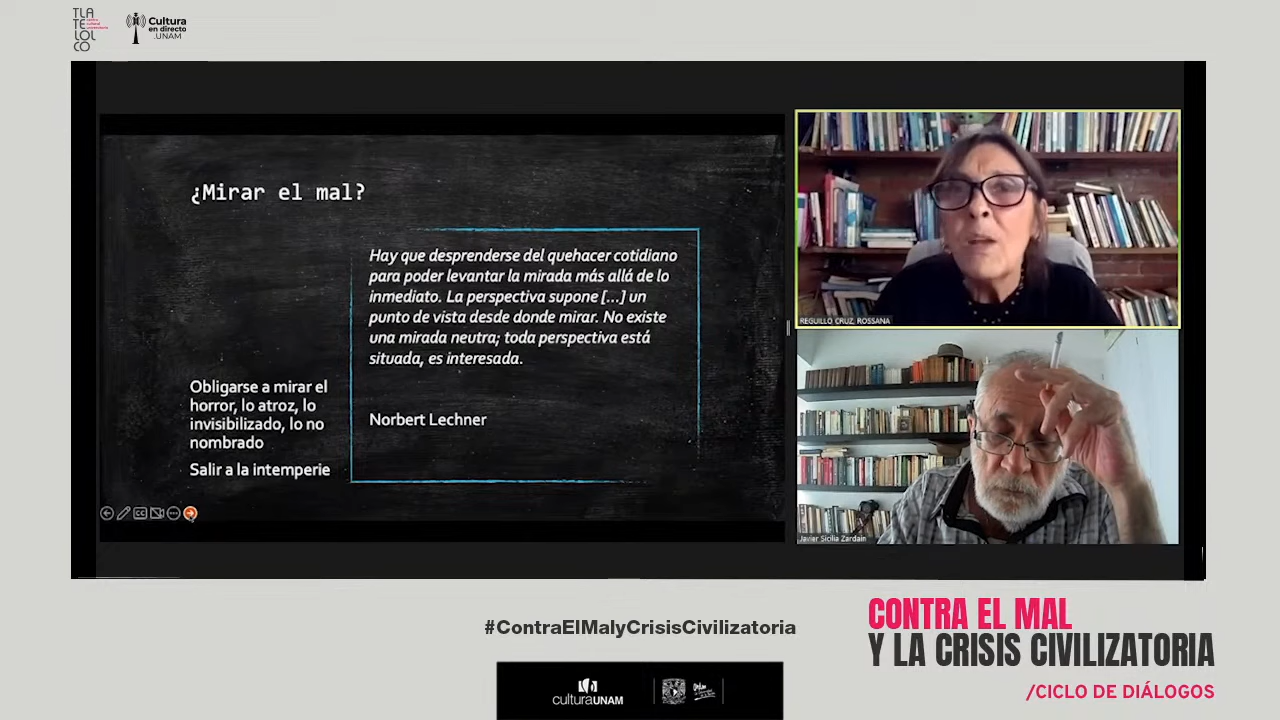 TLA
TE
LOL
CO
Cultura
en directo
.UNAM
¿Mirar el mal?
Hay que desprenderse del quehacer cotidiano
para poder levantar la mirada más allá de lo
inmediato. La perspectiva supone [...] un
punto de vista desde donde mirar. No existe
una mirada neutra; toda perspectiva está
situada, es interesada.
Norbert Lechner
Obligarse a mirar el
horror, lo atroz, lo
invisibilizado, lo no
nombrado
Salir a la intemperie
REGUILLO CRUZ, ROSSANA
Javier Sicilia Zardain
#ContraElMalyCrisisCivilizatoria
CONTRA EL MAL
Y LA CRISIS CIVILIZATORIA
/CICLO DE DIÁLOGOS
culturaUNAM